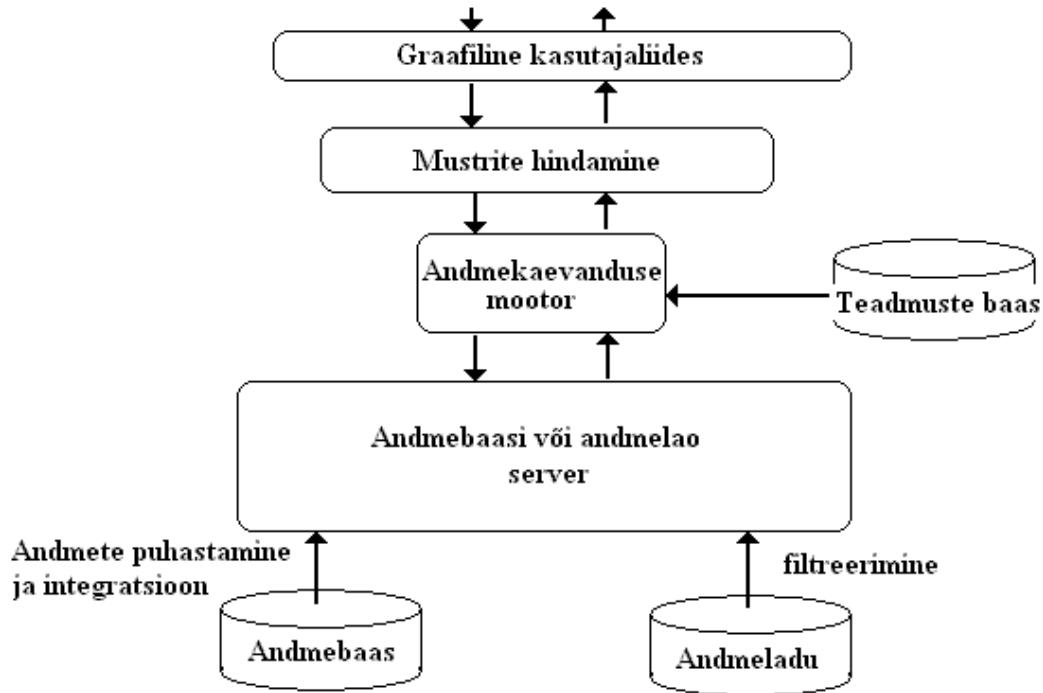 Graafiline kasutajaliides
Mustrite hindamine
Andmekaevanduse
mootor
Teadmuste baas
Andmebaasi või andmelao
server
Andmete puhastamine
ja integratsioon
filtreerimine
Andmebaas
Andmeladu